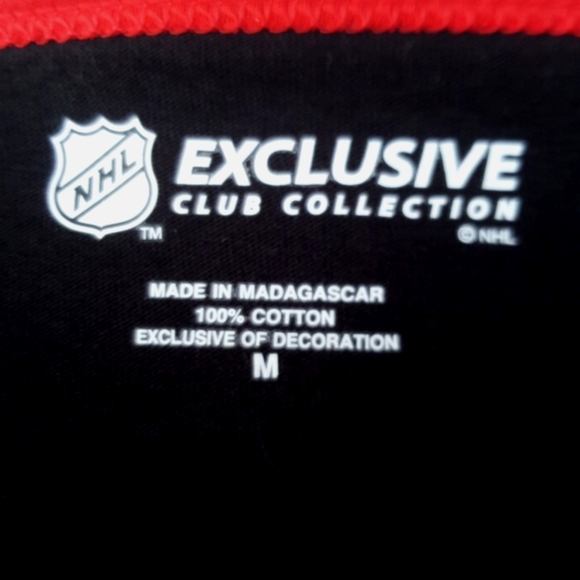 NHL
TM
EXCLUSIVE
CLUB COLLECTION
© NHL
MADE IN MADAGASCAR
100% COTTON
EXCLUSIVE OF DECORATION
M